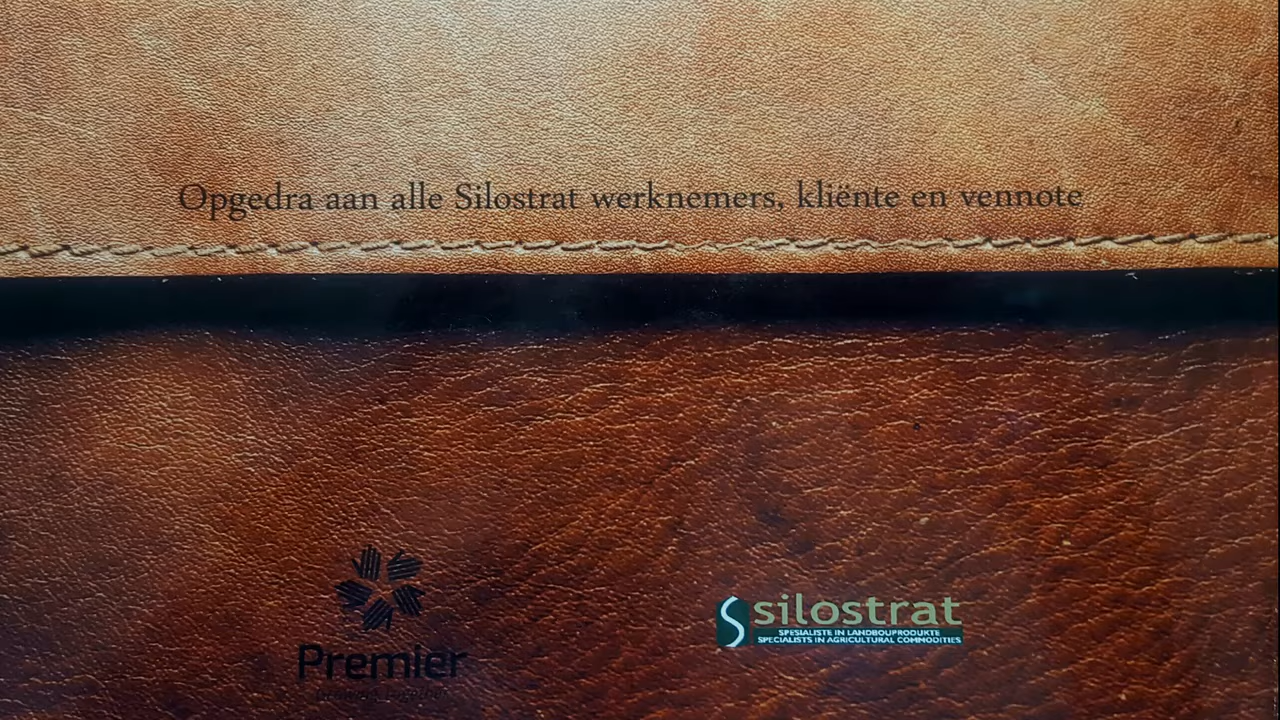 Opgedra aan alle Silostrat werknemers, kliënte en vennote
Premier
silostrat
SPESIALISTE IN LANDBOUPRODUKTE
SPECIALISTS IN AGRICULTURAL COMMODITIES